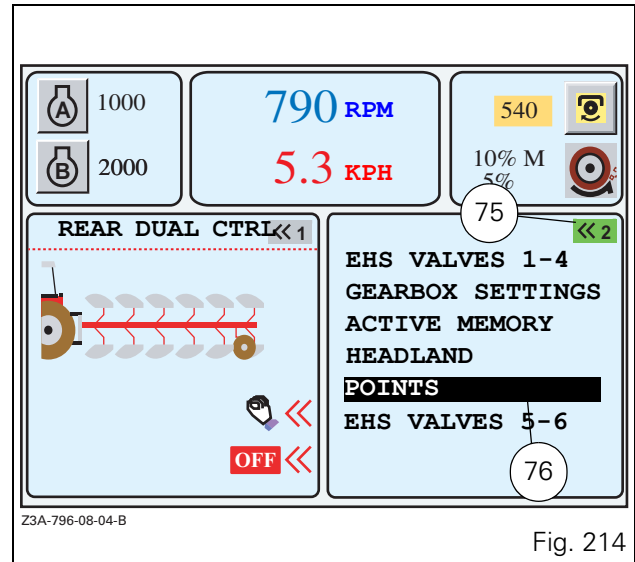 A 1000
B 2000
790 RPM
5.3 KPH
540
10% M
5%
75
REAR DUAL CTRL
<< 1
<< 2
EHS VALVES 1-4
GEARBOX SETTINGS
ACTIVE MEMORY
HEADLAND
POINTS
EHS VALVES 5-6
OFF
76
Z3A-796-08-04-B
Fig. 214